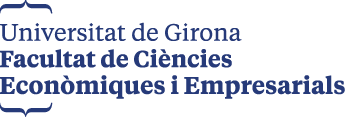 Universitat de Girona
Facultat de Ciències
Econòmiques i Empresarials